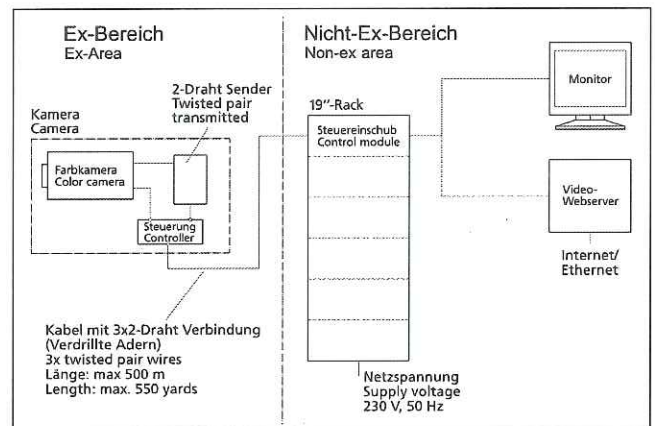 Ex-Bereich
Ex-Area
Nicht-Ex-Bereich
Non-ex area
2-Draht Sender
Twisted pair
transmitted
Kamera
Camera
Farbkamera
Color camera
Steuerung
Controller
19"-Rack
Steuereinschub
Control module
Monitor
Video-
Webserver
Internet/
Ethernet
Kabel mit 3x2-Draht Verbindung
(Verdrillte Adern)
3x twisted pair wires
Länge: max 500 m
Length: max. 550 yards
Netzspannung
Supply voltage
230 V, 50 Hz